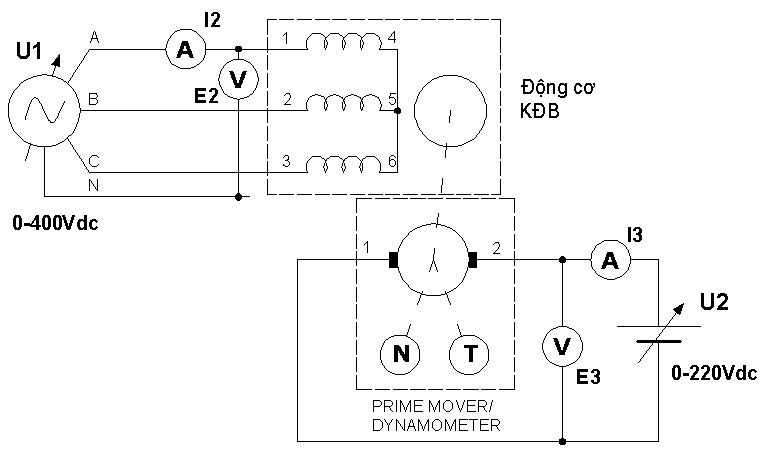 I2
A
A
1
4
U1
V
E2
Động cơ
KĐB
B
2
5
C
3
6
N
0-400Vdc
1
2
I3
A
U2
N
T
V
E3
0-220Vdc
PRIME MOVER/
DYNAMOMETER